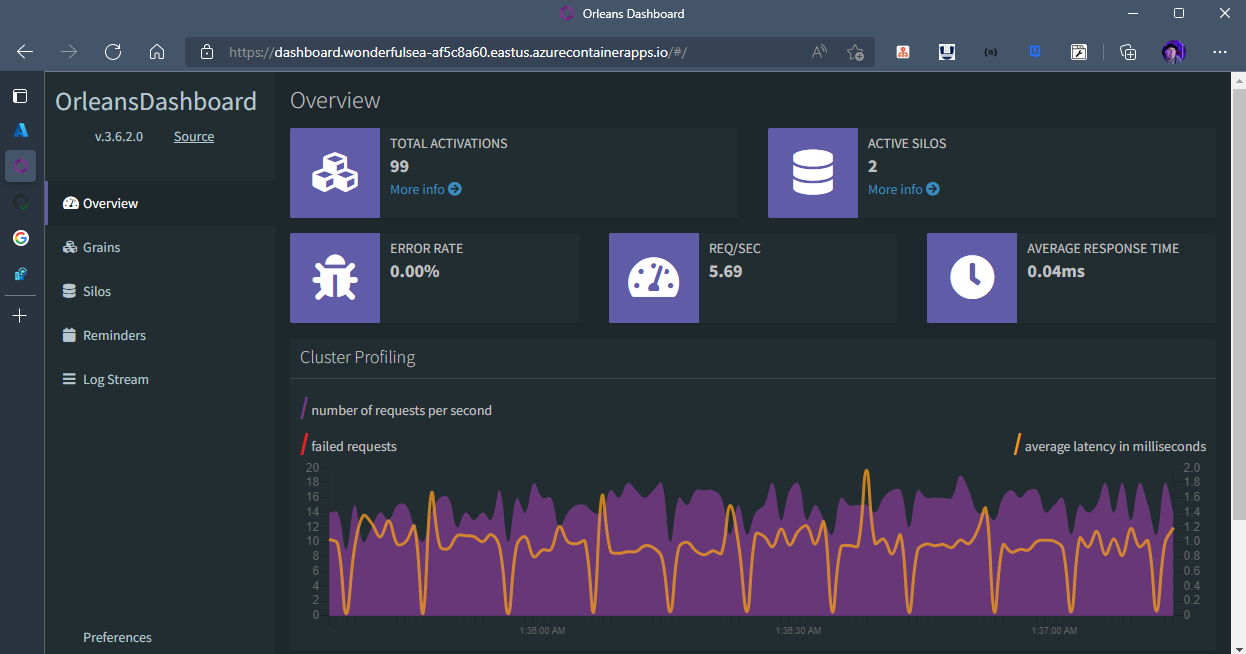 Orleans Dashboard
https://dashboard.wonderfulsea-af5c8a60.eastus.azurecontainerapps.io/#/
OrleansDashboard
v.3.6.2.0 Source
Overview
Grains
Silos
Reminders
Log Stream
Preferences
Overview
TOTAL ACTIVATIONS
99
More info
ACTIVE SILOS
2
More info
ERROR RATE
0.00%
REQ/SEC
5.69
AVERAGE RESPONSE TIME
0.04ms
Cluster Profiling
number of requests per second
failed requests
average latency in milliseconds
20 2.0
18 1.8
16 1.6
14 1.4
12 1.2
10 1.0
8 0.8
6 0.6
4 0.4
2 0.2
0 0
1:36:00 AM 1:36:30 AM 1:37:00 AM